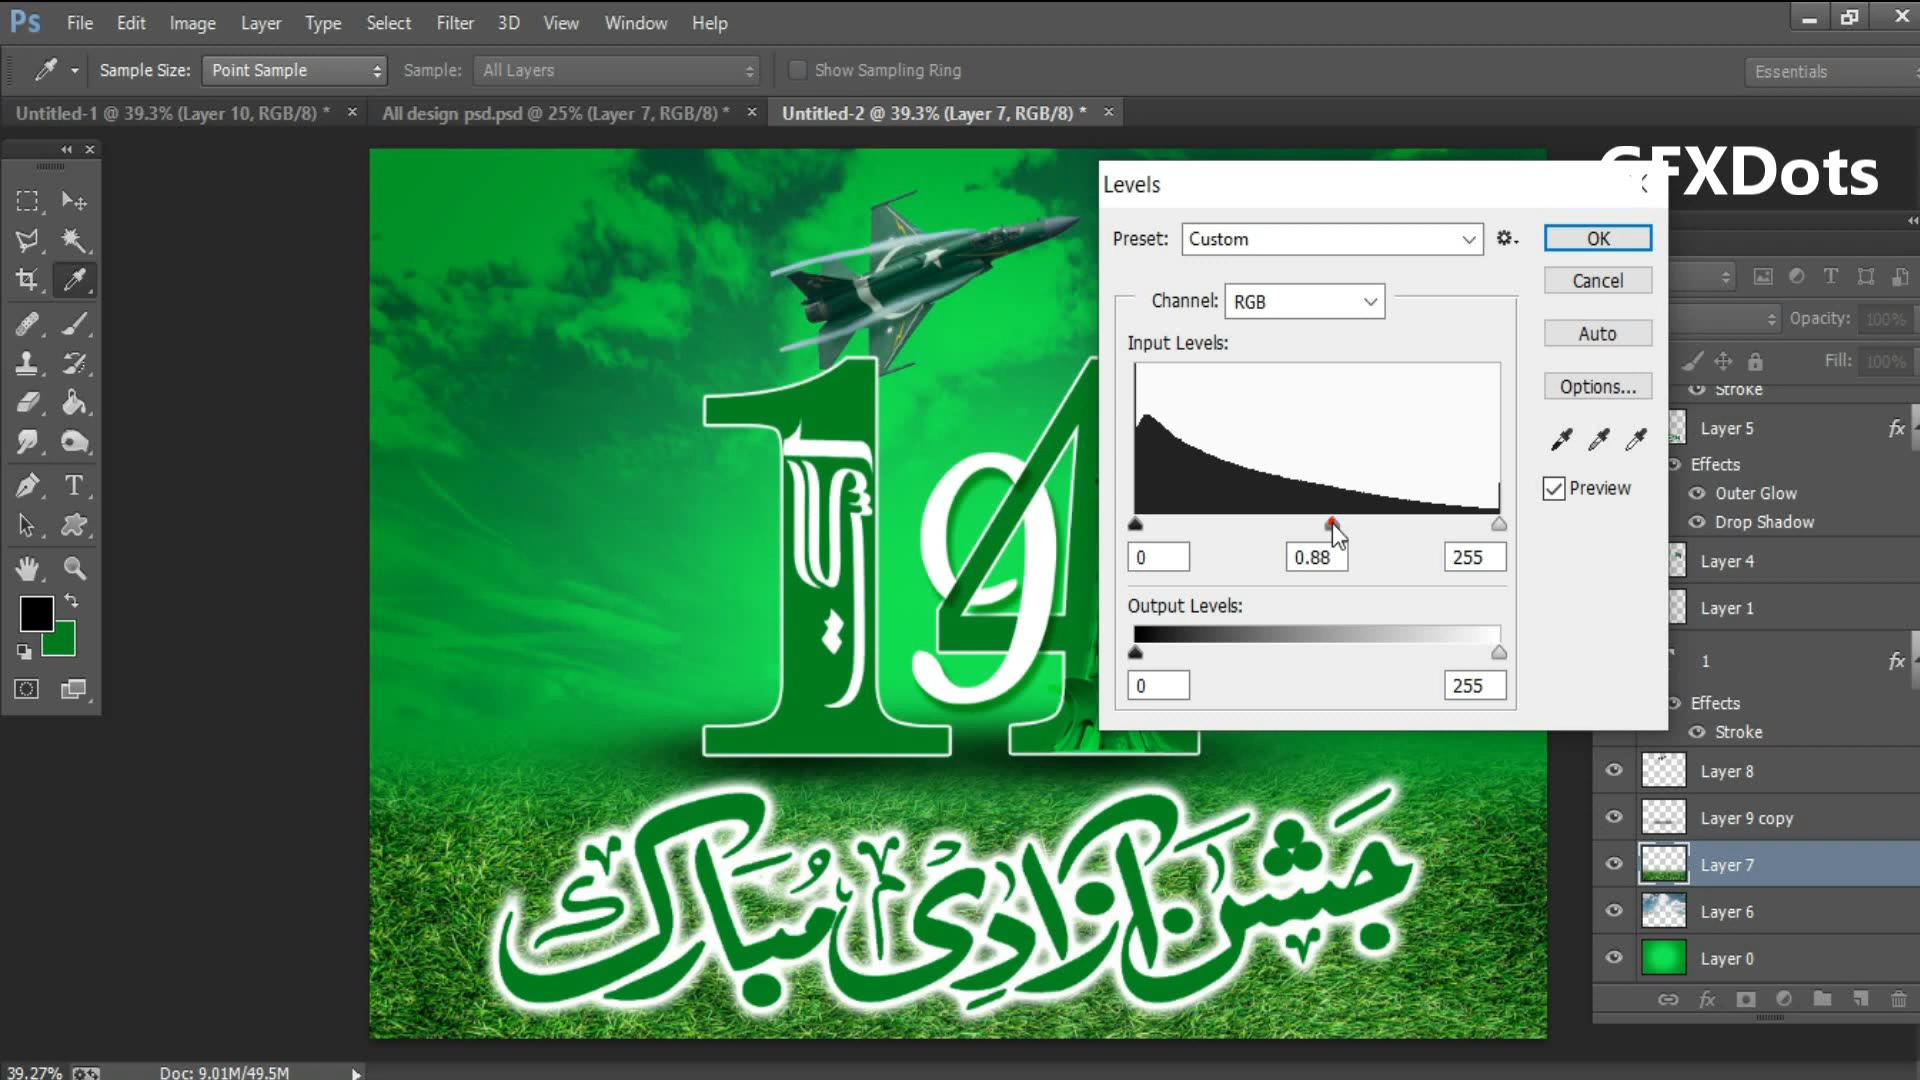 Ps File Edit Image Layer Type Select Filter 3D View Window Help
Sample Size: Point Sample Sample: All Layers Show Sampling Ring Essentials
Untitled-1 @ 39.3% (Layer 10, RGB/8) * × All design psd.psd @ 25% (Layer 7, RGB/8) * × Untitled-2 @ 39.3% (Layer 7, RGB/8) * ×
GFXDots
Levels
Preset: Custom OK
Cancel
Channel: RGB
Auto
Input Levels:
Options...
Preview
0 0.88 255
Output Levels:
0 255
Opacity: 100%
Fill: 100%
Stroke
Layer 5 fx
Effects
Outer Glow
Drop Shadow
Layer 4
Layer 1
1 fx
Effects
Stroke
Layer 8
Layer 9 copy
Layer 7
Layer 6
Layer 0
14
جَشنِ آزادی مُبارک
39.27% Doc: 9.01M/49.5M